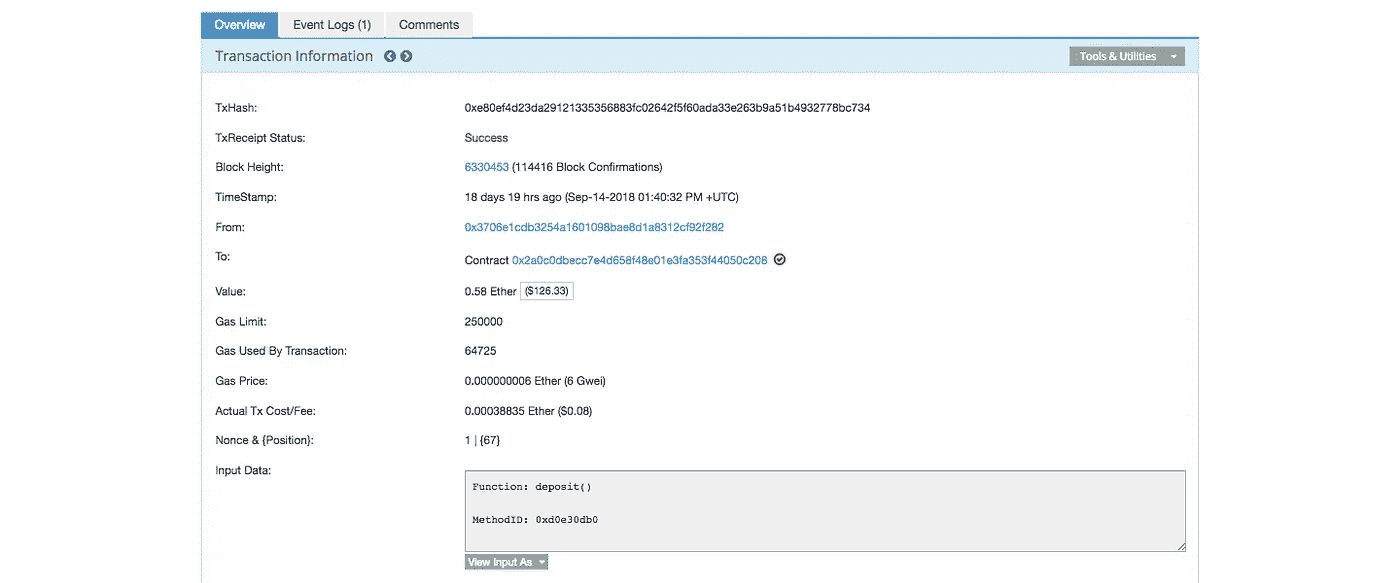 Overview Event Logs (1) Comments
Transaction Information Tools & Utilities
TxHash: 0xe80ef4d23da29121335356883fc02642f5f60ada33e263b9a51b4932778bc734
TxReceipt Status: Success
Block Height: 6330453 (114416 Block Confirmations)
TimeStamp: 18 days 19 hrs ago (Sep-14-2018 01:40:32 PM +UTC)
From: 0x3706e1cdb3254a1601098bae8d1a8312cf92f282
To: Contract 0x2a0c0dbecc7e4d658f48e01e3fa353f44050c208
Value: 0.58 Ether ($126.33)
Gas Limit: 250000
Gas Used By Transaction: 64725
Gas Price: 0.000000006 Ether (6 Gwei)
Actual Tx Cost/Fee: 0.00038835 Ether ($0.08)
Nonce & {Position}: 1 | {67}
Input Data:
Function: deposit()
MethodID: 0xd0e30db0
View Input As